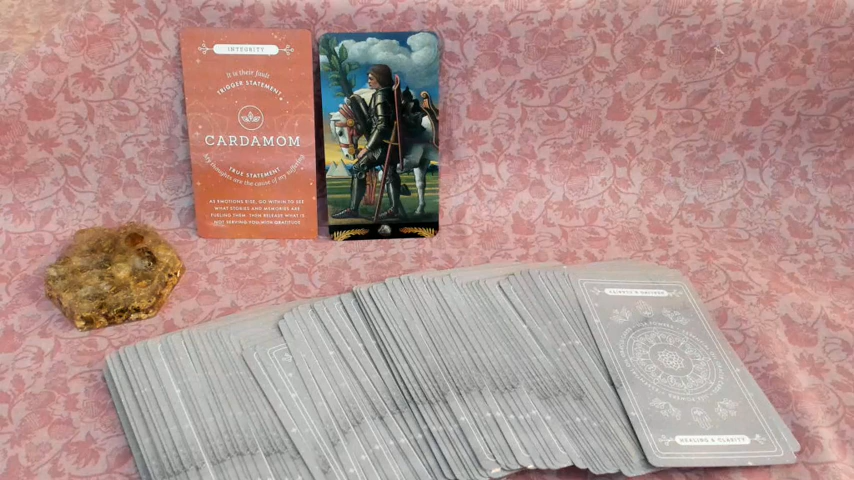 INTEGRITY
It is their fault
TRIGGER STATEMENT
CARDAMOM
TRUE STATEMENT
My thoughts are the cause of my suffering
AS EMOTIONS RISE, GO WITHIN TO SEE
WHAT STORIES AND MEMORIES ARE
FUELING THEM. THEN RELEASE WHAT IS
NOT SERVING YOU WITH GRATITUDE.
HEALING & CLARITY